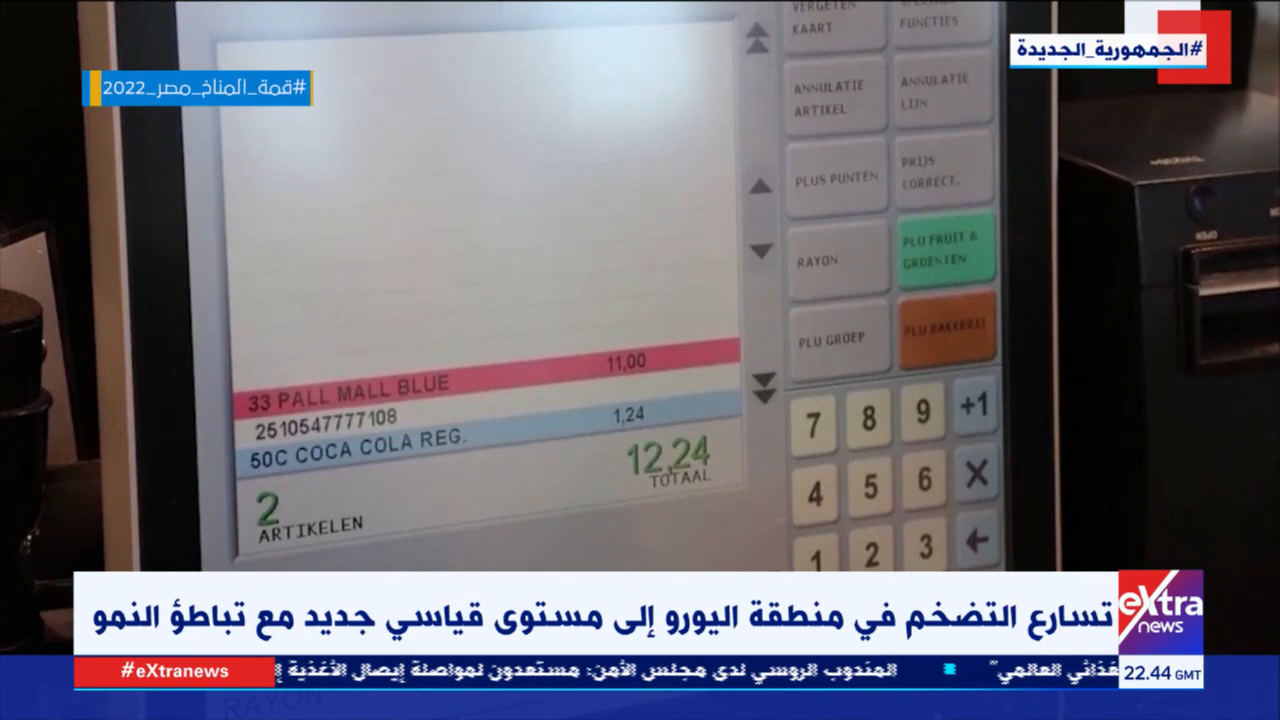 #الجمهورية_الجديدة
#قمة_المناخ_مصر_2022
VERGETEN
KAART
FUNCTIES
ANNULATIE
ARTIKEL
ANNULATIE
LIJN
PLUS PUNTEN
PRIJS
CORRECT.
RAYON
PLU FRUIT &
GROENTEN
PLU GROEP
PLU BAKKERIJ
33 PALL MALL BLUE 11,00
2510547777108
50C COCA COLA REG. 1,24
12,24
TOTAAL
2
ARTIKELEN
7 8 9 +1
4 5 6 X
1 2 3 ←
OPEN
تسارع التضخم في منطقة اليورو إلى مستوى قياسي جديد مع تباطؤ النمو
eXtra
news
#eXtranews
غذائي العالمي" المندوب الروسي لدى مجلس الأمن: مستعدون لمواصلة إيصال الأغذية
22.44 GMT
RAYON